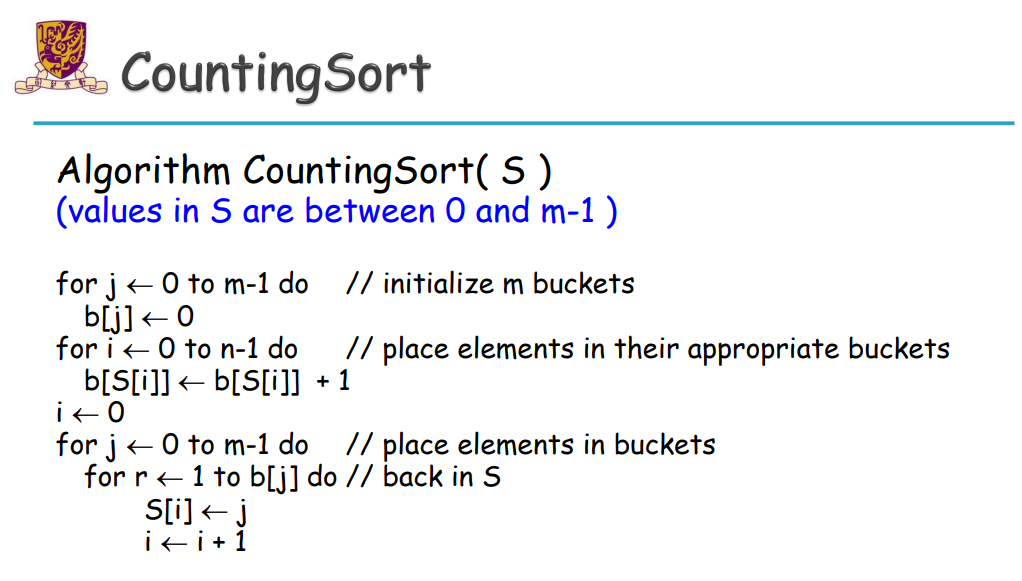 CountingSort
Algorithm CountingSort( S )
(values in S are between 0 and m-1 )
for j ← 0 to m-1 do // initialize m buckets
b[j] ← 0
for i ← 0 to n-1 do // place elements in their appropriate buckets
b[S[i]] ← b[S[i]] + 1
i ← 0
for j ← 0 to m-1 do // place elements in buckets
for r ← 1 to b[j] do // back in S
S[i] ← j
i ← i + 1